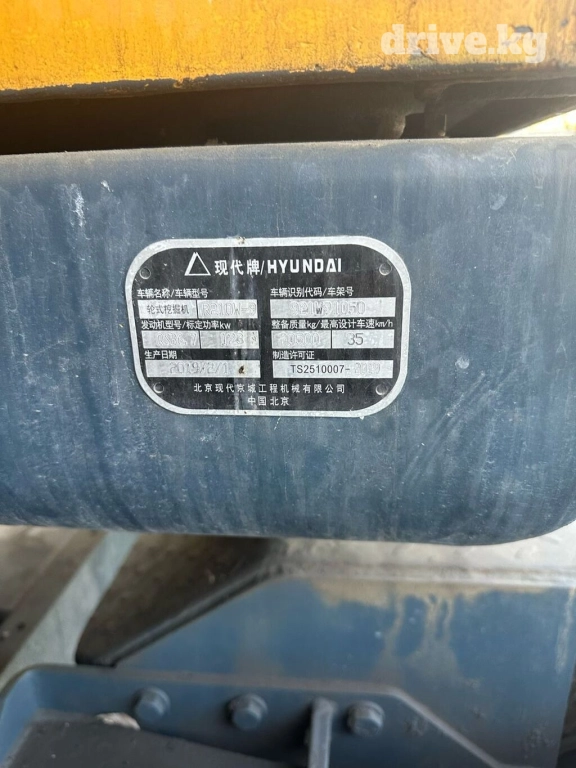 drive.kg
现代牌/HYUNDAI
车辆名称/车辆型号 车辆识别代码/车架号
轮式挖掘机
发动机型号/标定功率kw 整备质量kg/最高设计车速km/h
35
生产日期 制造许可证
TS2510007-
北京现代京城工程机械有限公司
中国北京